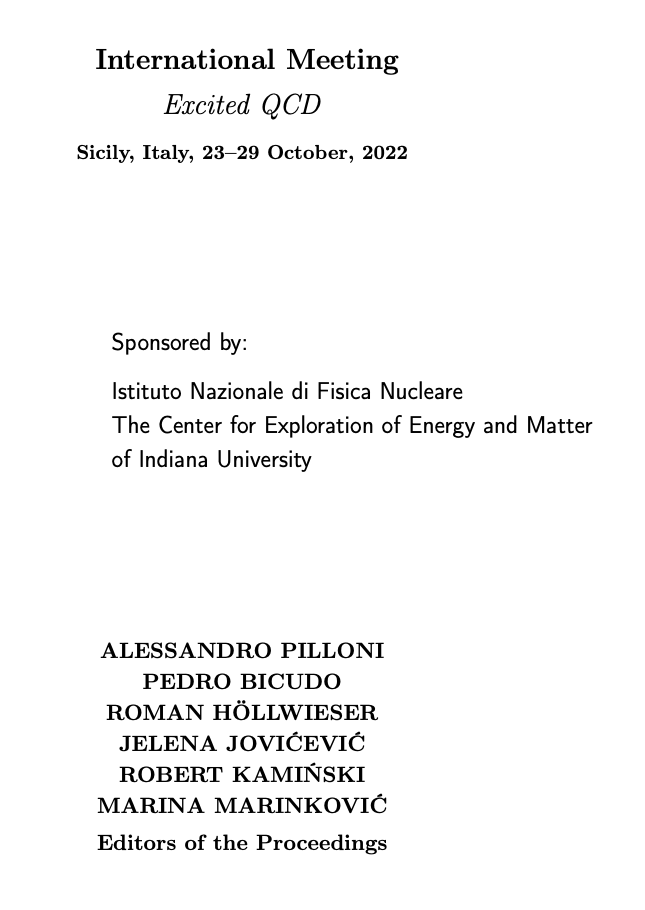 International Meeting
Excited QCD
Sicily, Italy, 23–29 October, 2022
Sponsored by:
Istituto Nazionale di Fisica Nucleare
The Center for Exploration of Energy and Matter
of Indiana University
ALESSANDRO PILLONI
PEDRO BICUDO
ROMAN HÖLLWIESER
JELENA JOVIĆEVIĆ
ROBERT KAMIŃSKI
MARINA MARINKOVIĆ
Editors of the Proceedings